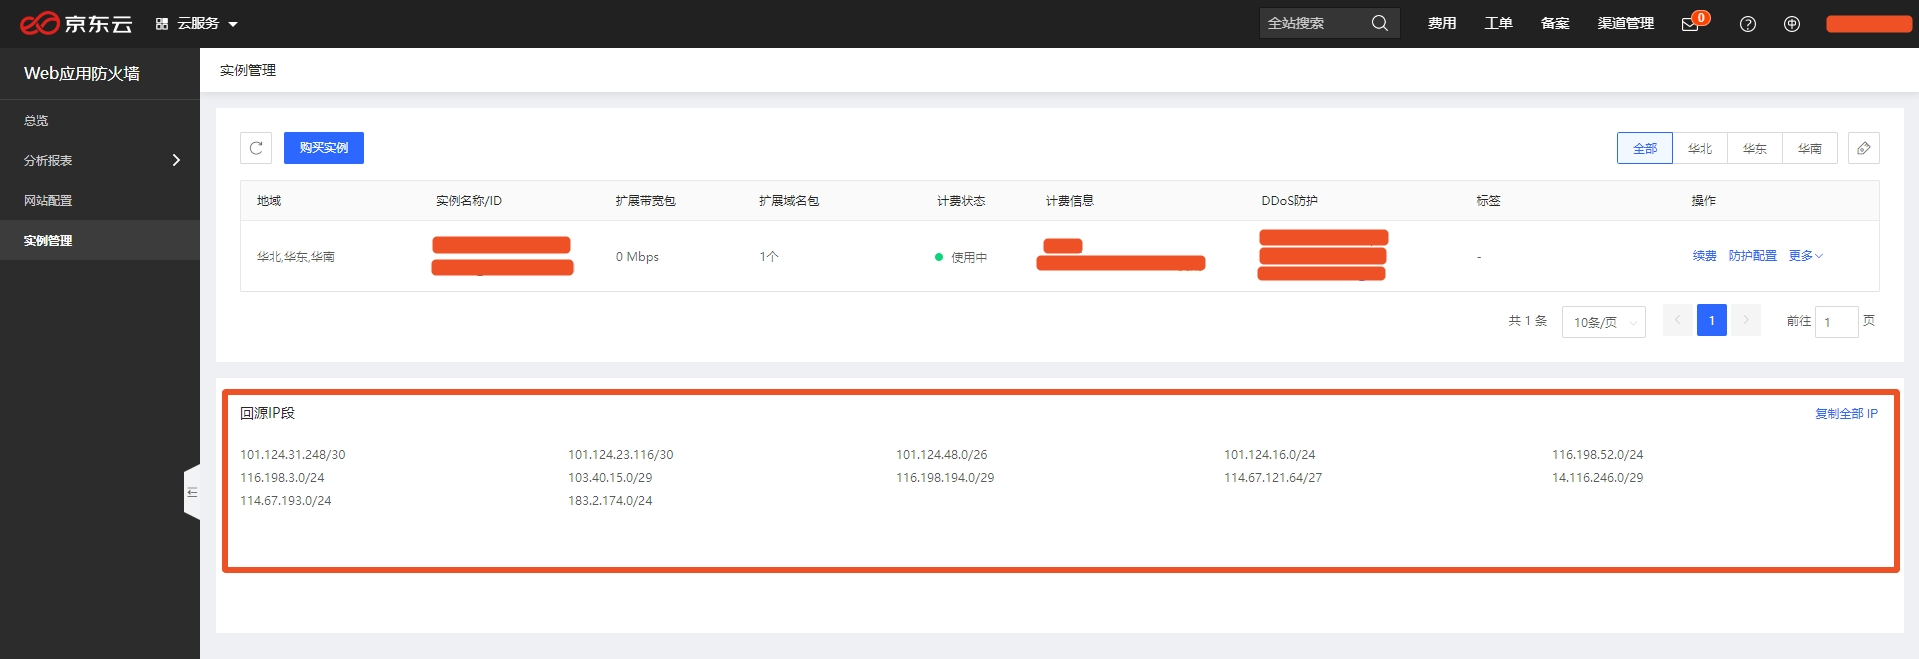 京东云 云服务 全站搜索 费用 工单 备案 渠道管理 0
Web应用防火墙
实例管理
总览
分析报表
网站配置
实例管理
购买实例 全部 华北 华东 华南
地域 实例名称/ID 扩展带宽包 扩展域名包 计费状态 计费信息 DDoS防护 标签 操作
华北,华东,华南 0 Mbps 1个 使用中 - 续费 防护配置 更多
共 1 条 10条/页 1 前往 1 页
回源IP段 复制全部 IP
101.124.31.248/30 101.124.23.116/30 101.124.48.0/26 101.124.16.0/24 116.198.52.0/24
116.198.3.0/24 103.40.15.0/29 116.198.194.0/29 114.67.121.64/27 14.116.246.0/29
114.67.193.0/24 183.2.174.0/24